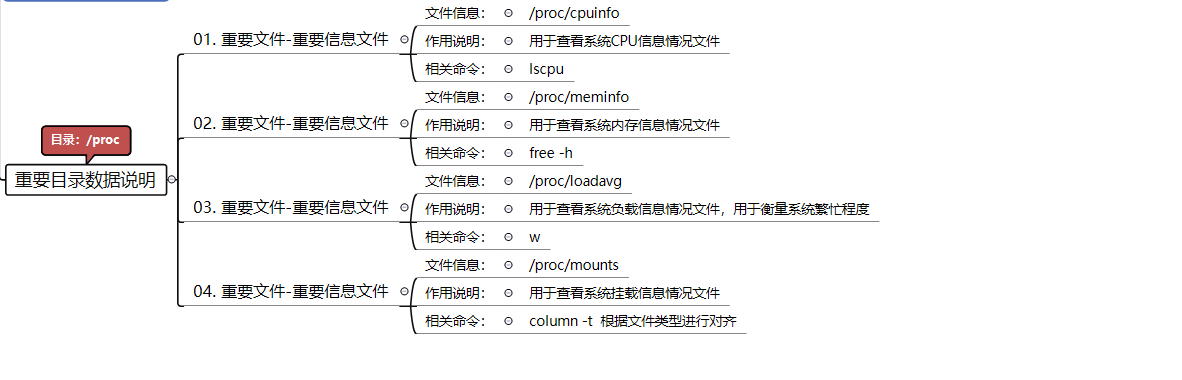 目录：/proc
重要目录数据说明
01. 重要文件-重要信息文件
文件信息： /proc/cpuinfo
作用说明： 用于查看系统CPU信息情况文件
相关命令： lscpu
02. 重要文件-重要信息文件
文件信息： /proc/meminfo
作用说明： 用于查看系统内存信息情况文件
相关命令： free -h
03. 重要文件-重要信息文件
文件信息： /proc/loadavg
作用说明： 用于查看系统负载信息情况文件，用于衡量系统繁忙程度
相关命令： w
04. 重要文件-重要信息文件
文件信息： /proc/mounts
作用说明： 用于查看系统挂载信息情况文件
相关命令： column -t 根据文件类型进行对齐